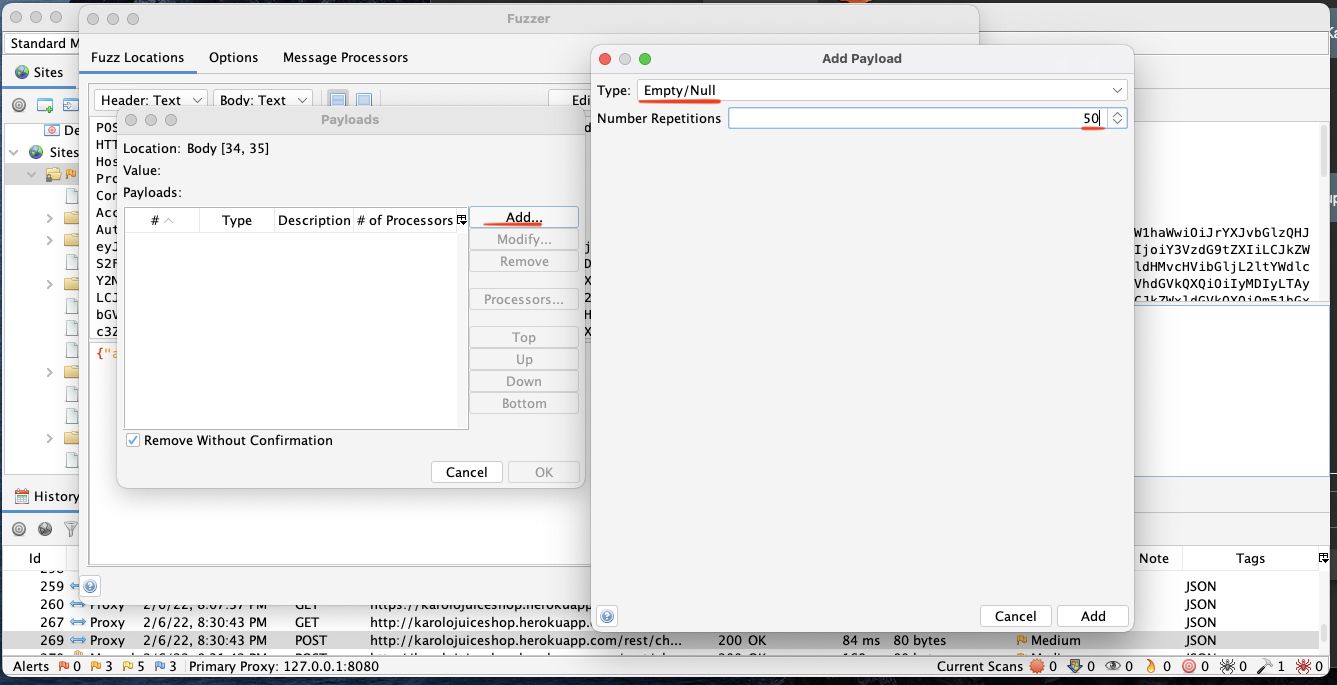 Fuzzer
Standard M
Fuzz Locations Options Message Processors
Add Payload
Sites
Type: Empty/Null
Header: Text Body: Text Edi
Number Repetitions 50
Payloads
POS
HTT
Location: Body [34, 35]
Hos
Sites
Value:
Pro
Payloads:
Con
Acc
# Type Description # of Processors
Add...
Aut
W1haWwiOiJrYXJvbGlzQHJ
Modify...
eyJ
IjoiY3VzdG9tZXIiLCJkZW
Remove
S2F
ldHMvcHVibGljL2ltYWdlc
Y2N
VhdGVkQXQiOiIyMDIyLTAy
Processors...
LCJ
bGV
Top
c3Z
Up
{"a
Down
Bottom
Remove Without Confirmation
Cancel OK
History
Id Note Tags
259 JSON
260 Proxy 2/6/22, 8:07:37 PM GET https://karolojuiceshop.herokuapp JSON
267 Proxy 2/6/22, 8:30:43 PM GET http://karolojuiceshop.herokuapp. JSON
269 Proxy 2/6/22, 8:30:43 PM POST http://karolojuiceshop.herokuapp.com/rest/ch... 200 OK 84 ms 80 bytes Medium JSON
Cancel Add
Alerts 0 3 5 3 Primary Proxy: 127.0.0.1:8080 Current Scans 0 0 0 0 0 0 1 0